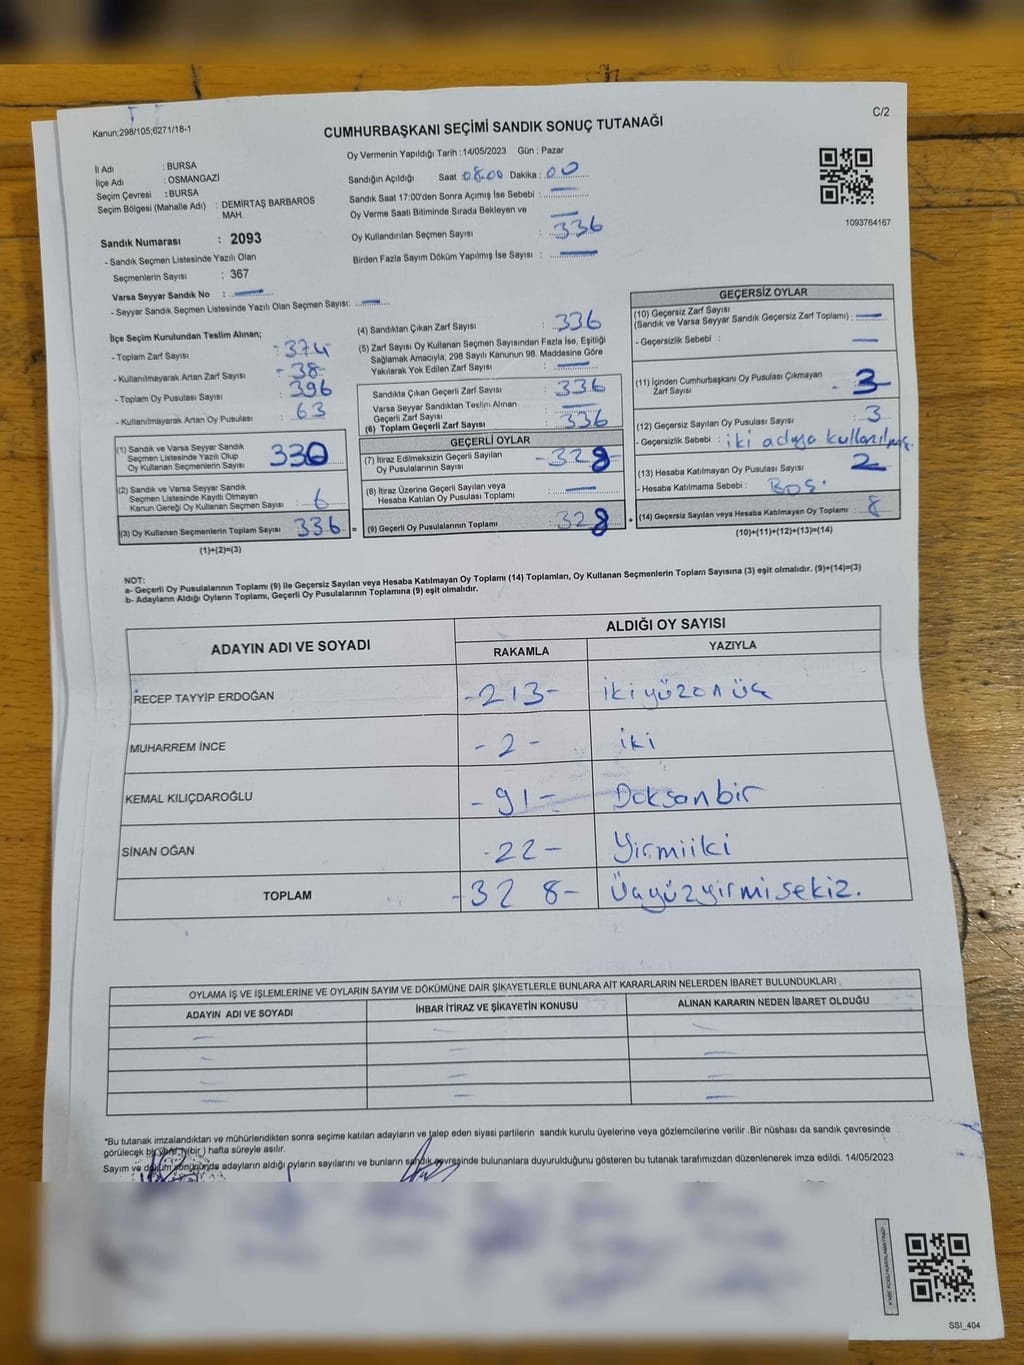 Kanun;298/105;6271/18-1
C/2
CUMHURBAŞKANI SEÇİMİ SANDIK SONUÇ TUTANAĞI
Oy Vermenin Yapıldığı Tarih :14/05/2023 Gün : Pazar
1093764167
İl Adı : BURSA
İlçe Adı : OSMANGAZİ
Seçim Çevresi : BURSA
Seçim Bölgesi (Mahalle Adı) : DEMİRTAŞ BARBAROS MAH.
Sandık Numarası : 2093
- Sandık Seçmen Listesinde Yazılı Olan
Seçmenlerin Sayısı : 367
Varsa Seyyar Sandık No : —
- Seyyar Sandık Seçmen Listesinde Yazılı Olan Seçmen Sayısı: —
Sandığın Açıldığı Saat 08.00 Dakika : 00
Sandık Saat 17:00'den Sonra Açımış İse Sebebi : —
Oy Verme Saati Bitiminde Sırada Bekleyen ve —
Oy Kullandırılan Seçmen Sayısı : 336
Birden Fazla Sayım Döküm Yapılmış İse Sayısı : —
İlçe Seçim Kurulundan Teslim Alınan;
- Toplam Zarf Sayısı : 374
- Kullanılmayarak Artan Zarf Sayısı : 38
- Toplam Oy Pusulası Sayısı : 396
- Kullanılmayarak Artan Oy Pusulası : 63
(1) Sandık ve Varsa Seyyar Sandık
Seçmen Listesinde Yazılı Olup
Oy Kullanan Seçmenlerin Sayısı 330
(2) Sandık ve Varsa Seyyar Sandık
Seçmen Listesinde Kayıtlı Olmayan
Kanun Gereği Oy Kullanan Seçmen Sayısı : 6
(3) Oy Kullanan Seçmenlerin Toplam Sayısı 336 =
(1)+(2)=(3)
(4) Sandıktan Çıkan Zarf Sayısı : 336
(5) Zarf Sayısı Oy Kullanan Seçmen Sayısından Fazla İse, Eşitliği
Sağlamak Amacıyla; 298 Sayılı Kanunun 98. Maddesine Göre
Yakılarak Yok Edilen Zarf Sayısı : —
Sandıkta Çıkan Geçerli Zarf Sayısı : 336
Varsa Seyyar Sandıktan Teslim Alınan
Geçerli Zarf Sayısı : —
(6) Toplam Geçerli Zarf Sayısı : 336
GEÇERLİ OYLAR
(7) İtiraz Edilmeksizin Geçerli Sayılan
Oy Pusulalarının Sayısı - 328
(8) İtiraz Üzerine Geçerli Sayılan veya
Hesaba Katılan Oy Pusulası Toplamı : —
(9) Geçerli Oy Pusulalarının Toplamı : 328 +
GEÇERSİZ OYLAR
(10) Geçersiz Zarf Sayısı
(Sandık ve Varsa Seyyar Sandık Geçersiz Zarf Toplamı) : —
- Geçersizlik Sebebi : —
(11) İçinden Cumhurbaşkanı Oy Pusulası Çıkmayan
Zarf Sayısı - 3
(12) Geçersiz Sayılan Oy Pusulası Sayısı : 3
- Geçersizlik Sebebi : iki adaya
(13) Hesaba Katılmayan Oy Pusulası Sayısı 2
- Hesaba Katılmama Sebebi : Boş.
(14) Geçersiz Sayılan veya Hesaba Katılmayan Oy Toplamı : 8
(10)+(11)+(12)+(13)=(14)
NOT:
a- Geçerli Oy Pusulalarının Toplamı (9) ile Geçersiz Sayılan veya Hesaba Katılmayan Oy Toplamı (14) Toplamları, Oy Kullanan Seçmenlerin Toplam Sayısına (3) eşit olmalıdır. (9)+(14)=(3)
b- Adayların Aldığı Oyların Toplamı, Geçerli Oy Pusulalarının Toplamına (9) eşit olmalıdır.
ADAYIN ADI VE SOYADI ALDIĞI OY SAYISI
RAKAMLA YAZIYLA
RECEP TAYYİP ERDOĞAN -213- ikiyüzonüç
MUHARREM İNCE -2- iki
KEMAL KILIÇDAROĞLU -91- Doksanbir
SİNAN OĞAN -22- Yirmiiki
TOPLAM -328- Üçyüzyirmisekiz.
OYLAMA İŞ VE İŞLEMLERİNE VE OYLARIN SAYIM VE DÖKÜMÜNE DAİR ŞİKAYETLERLE BUNLARA AİT KARARLARIN NELERDEN İBARET BULUNDUKLARI
ADAYIN ADI VE SOYADI İHBAR İTİRAZ VE ŞİKAYETİN KONUSU ALINAN KARARIN NEDEN İBARET OLDUĞU
*Bu tutanak imzalandıktan ve mühürlendikten sonra seçime katılan adayların ve talep eden siyasi partilerin sandık kurulu üyelerine veya gözlemcilerine verilir .Bir nüshası da sandık çevresinde
görülecek bir yere (bir ) hafta süreyle asılır.
Sayım ve döküm sonucunda adayların aldığı oyların sayılarını ve bunların sandık çevresinde bulunanlara duyurulduğunu gösteren bu tutanak tarafımızdan düzenlenerek imza edildi. 14/05/2023
SSI_404